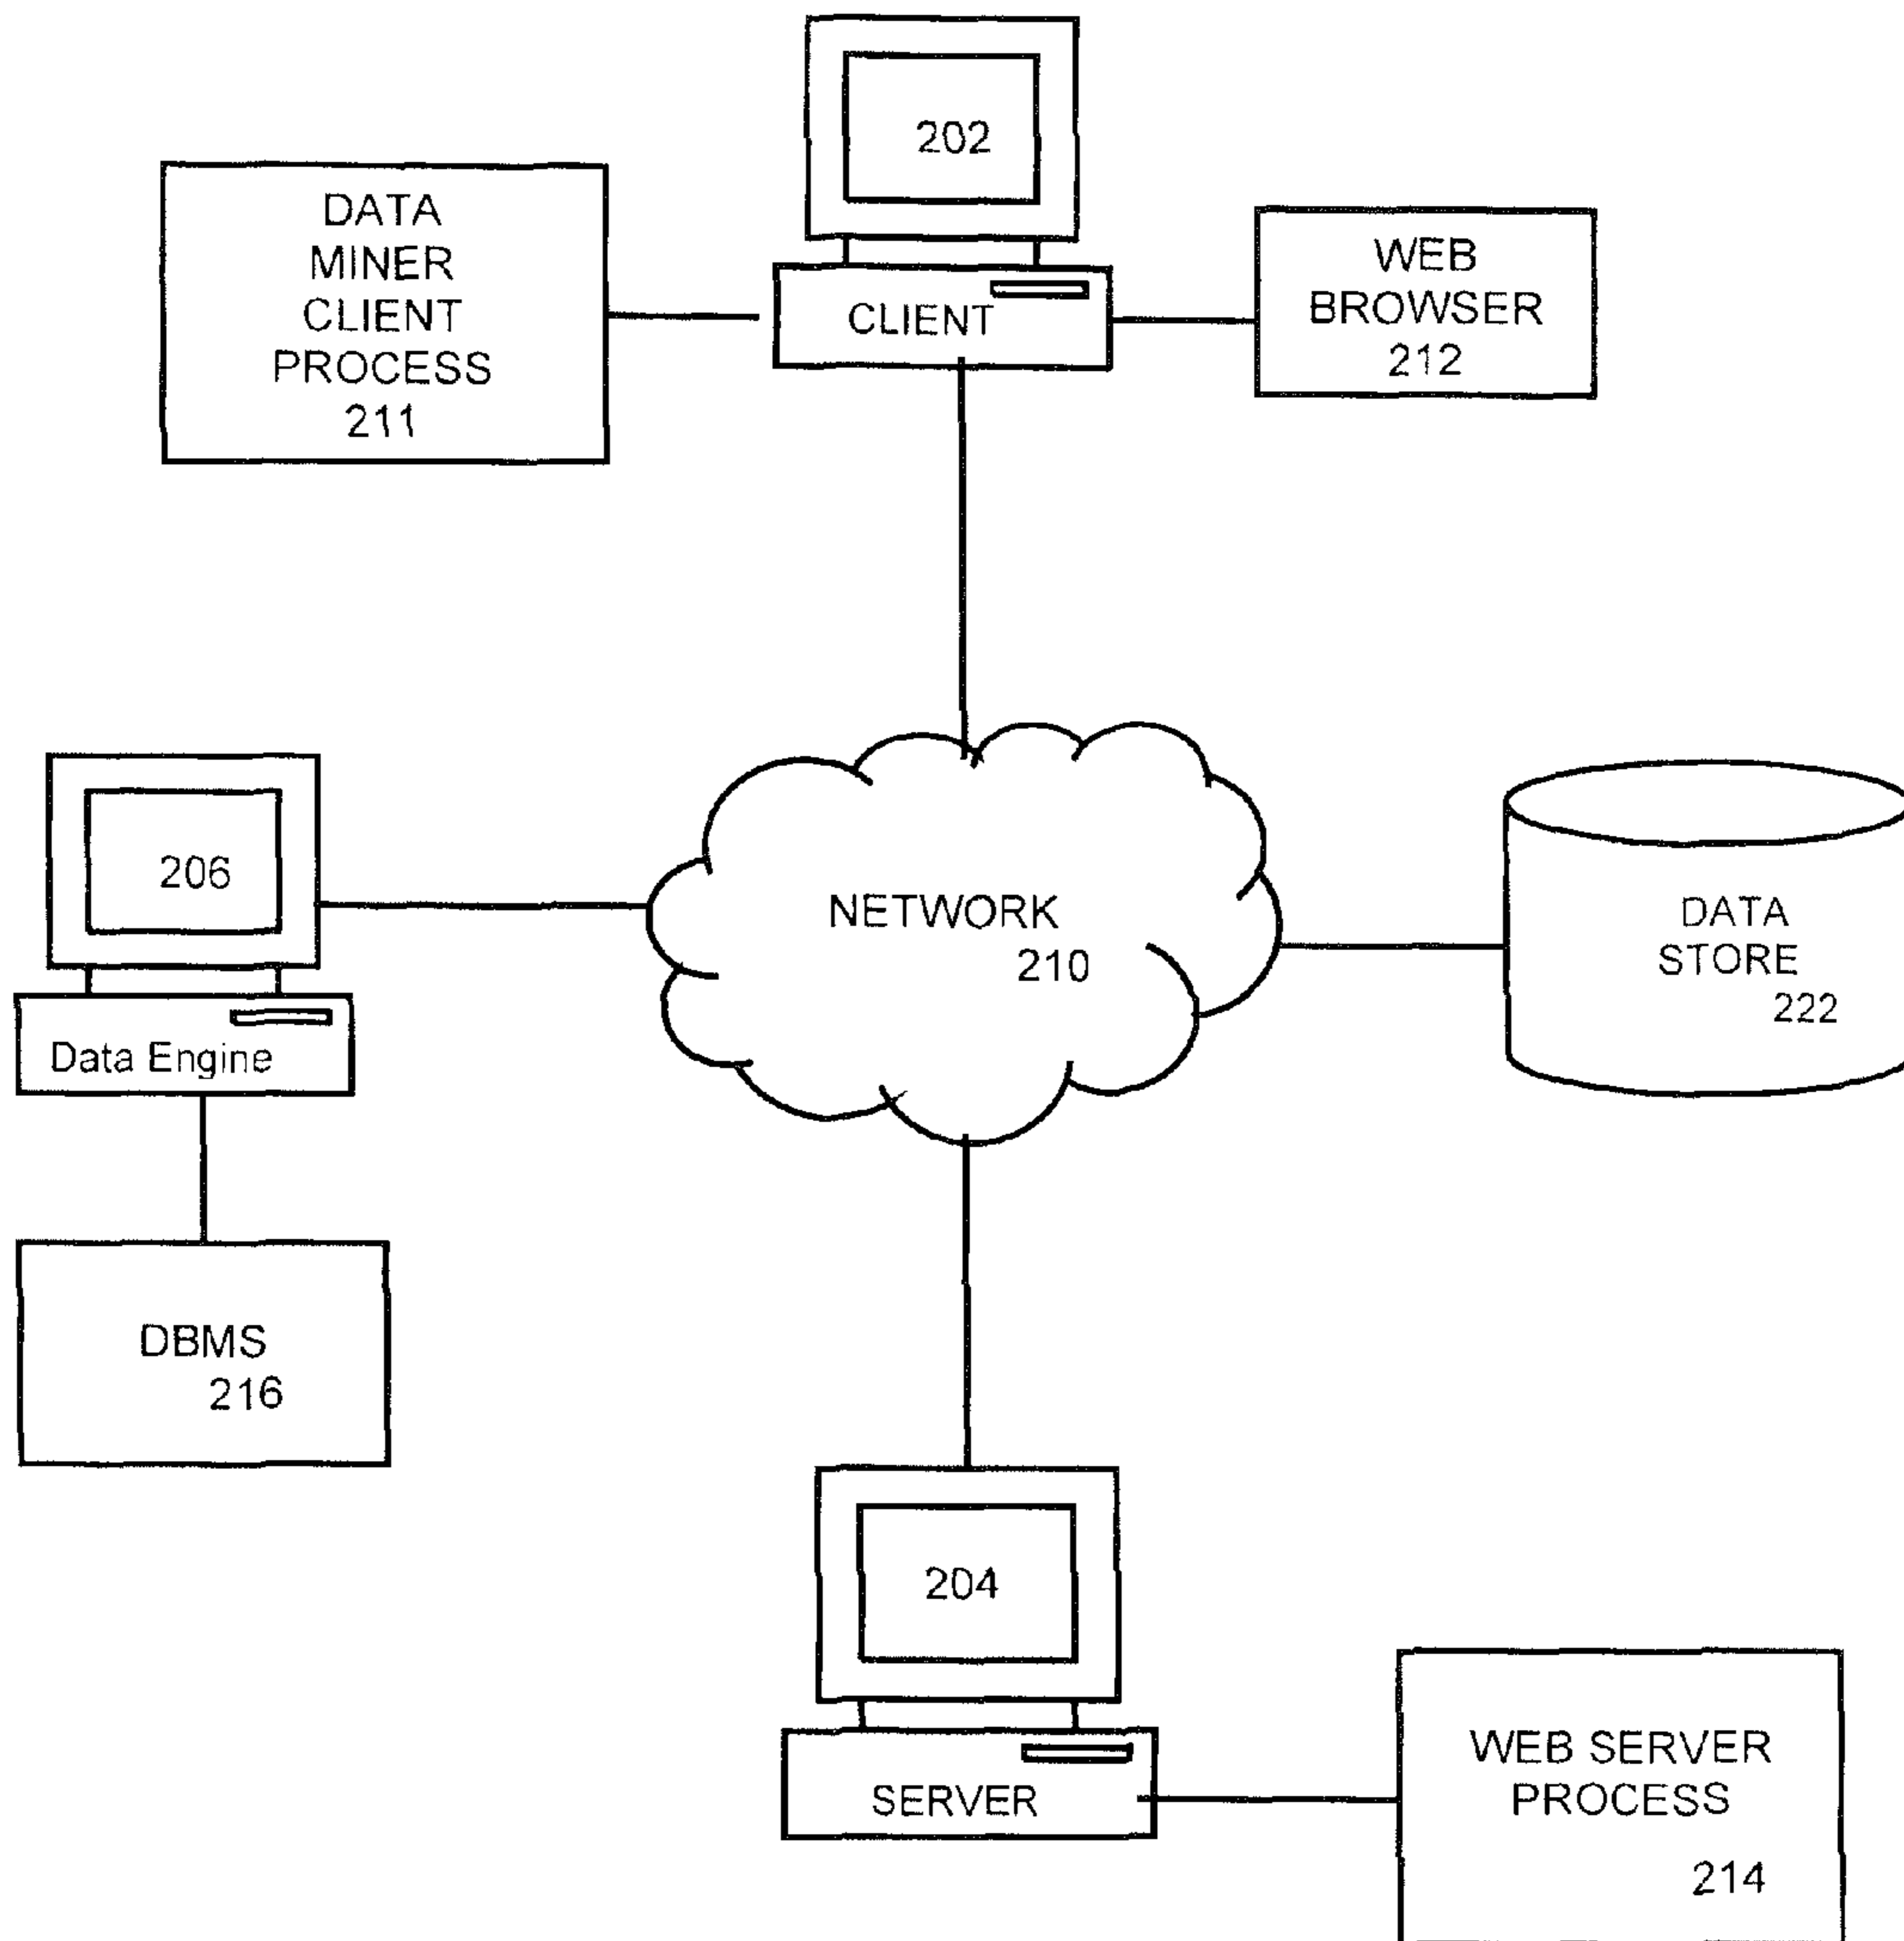 202
DATA
MINER
CLIENT
PROCESS
211
CLIENT
WEB
BROWSER
212
206
Data Engine
NETWORK
210
DATA
STORE
222
DBMS
216
204
SERVER
WEB SERVER
PROCESS
214